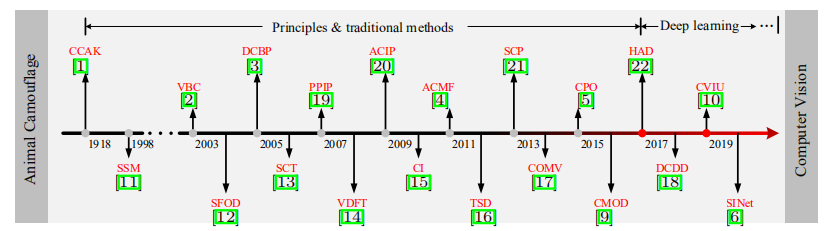 Principles & traditional methods
Deep learning
...
CCAK
[1]
DCBP
[3]
ACIP
[20]
SCP
[21]
HAD
[22]
VBC
[2]
PPIP
[19]
ACMF
[4]
CPO
[5]
CVIU
[10]
Animal Camouflage
Computer Vision
1918
1998
...
2003
2005
2007
2009
2011
2013
2015
2017
2019
SSM
[11]
SCT
[13]
CI
[15]
COMV
[17]
DCDD
[18]
SFOD
[12]
VDFT
[14]
TSD
[16]
CMOD
[9]
SINet
[6]